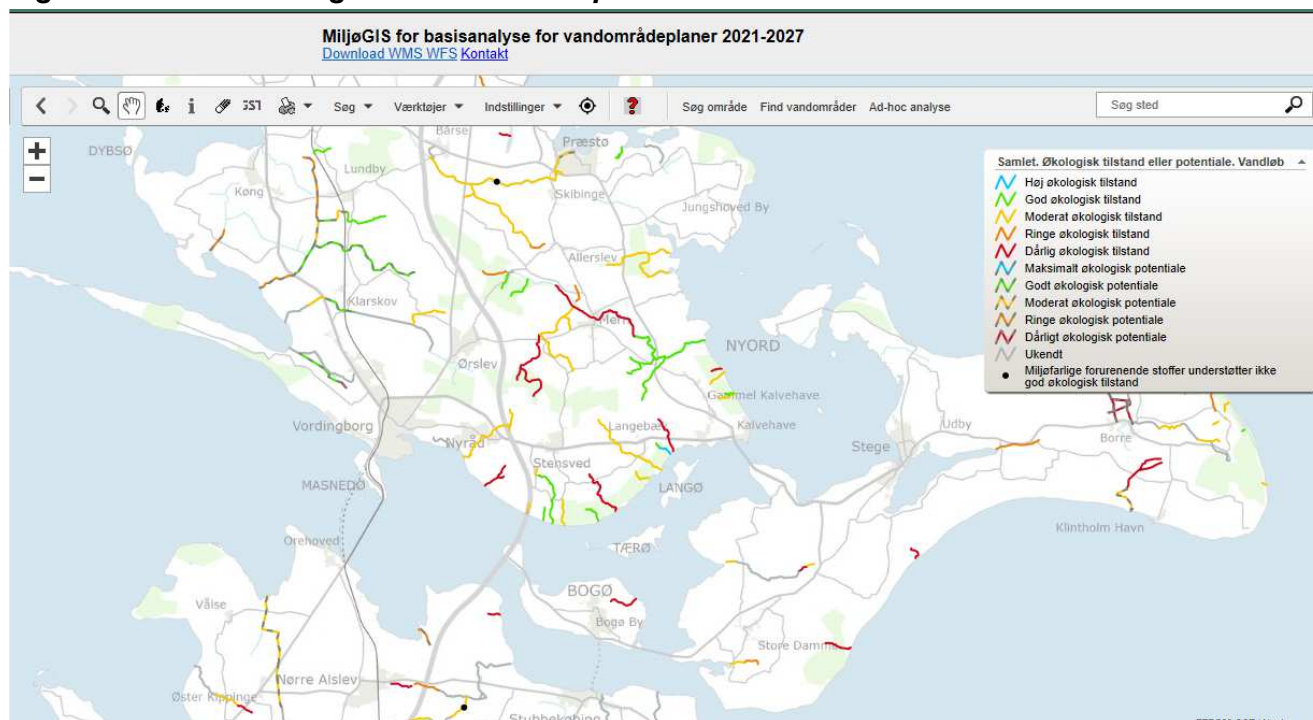 MiljøGIS for basisanalyse for vandområdeplaner 2021-2027
Download WMS WFS Kontakt
Søg
Værktøjer
Indstillinger
Søg område
Find vandområder
Ad-hoc analyse
Søg sted
Samlet. Økologisk tilstand eller potentiale. Vandløb
Høj økologisk tilstand
God økologisk tilstand
Moderat økologisk tilstand
Ringe økologisk tilstand
Dårlig økologisk tilstand
Maksimalt økologisk potentiale
Godt økologisk potentiale
Moderat økologisk potentiale
Ringe økologisk potentiale
Dårligt økologisk potentiale
Ukendt
Miljøfarlige forurenende stoffer understøtter ikke
god økologisk tilstand
DYBSØ
Bårse
Præstø
Lundby
Køng
Skibinge
Jungshoved By
Allerslev
Klarskov
Mern
NYORD
Ørslev
Gammel Kalvehave
Vordingborg
Langebæk
Kalvehave
Nyråd
Stege
Udby
Borre
Stensved
MASNEDØ
LANGØ
Klintholm Havn
Orehoved
TÆRØ
BOGØ
Bogø By
Vålse
Store Damme
Nørre Alslev
Øster Kippinge
Stubbekøbing